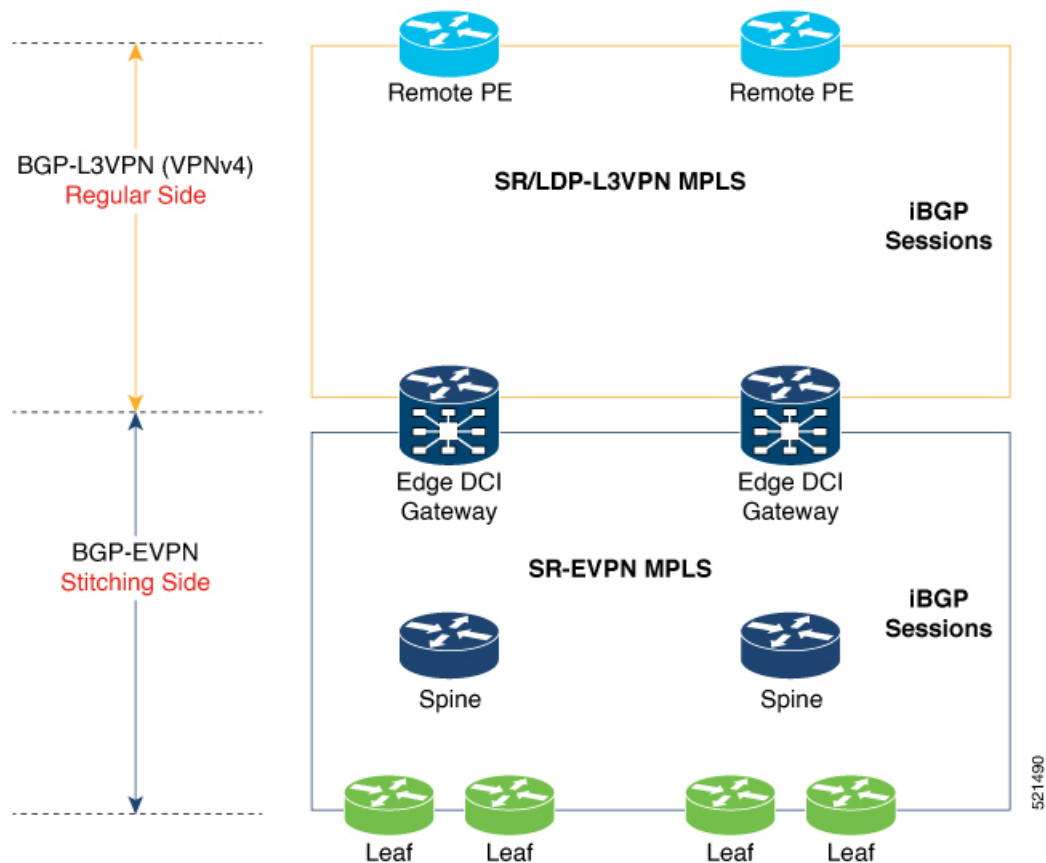 Remote PE
Remote PE
BGP-L3VPN (VPNv4)
Regular Side
SR/LDP-L3VPN MPLS
iBGP
Sessions
Edge DCI
Gateway
Edge DCI
Gateway
BGP-EVPN
Stitching Side
SR-EVPN MPLS
iBGP
Sessions
Spine
Spine
Leaf
Leaf
Leaf
Leaf
521490